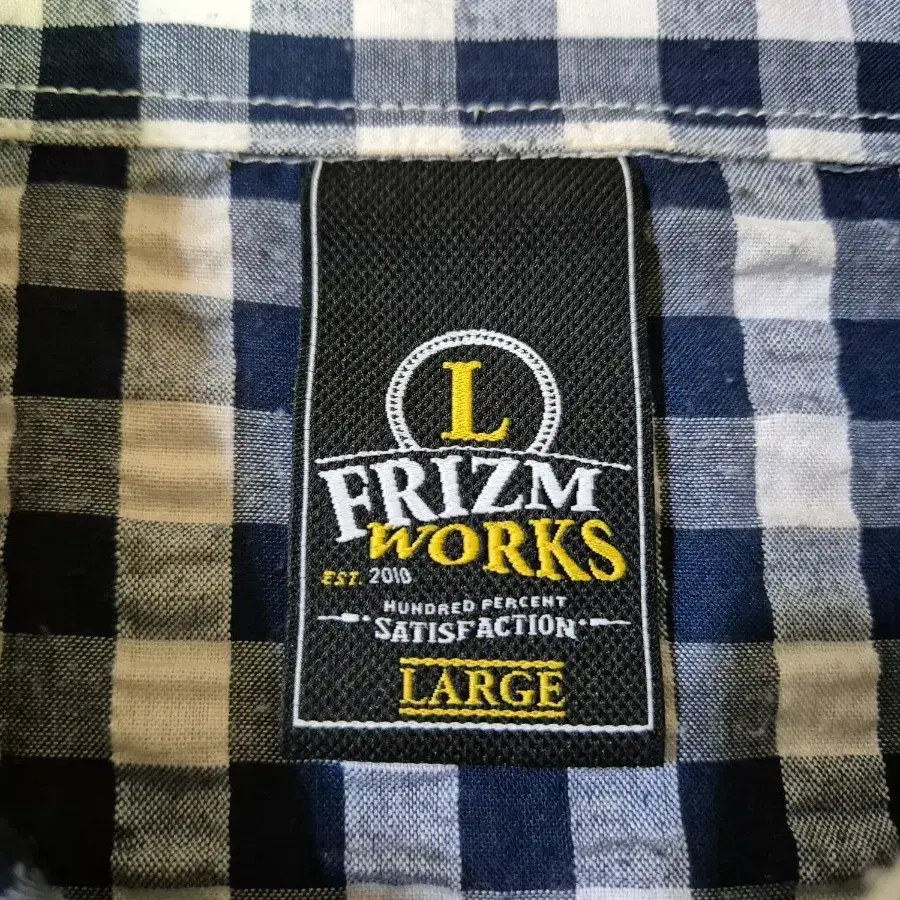 L
FRIZM
WORKS
EST. 2010
HUNDRED PERCENT
SATISFACTION
LARGE